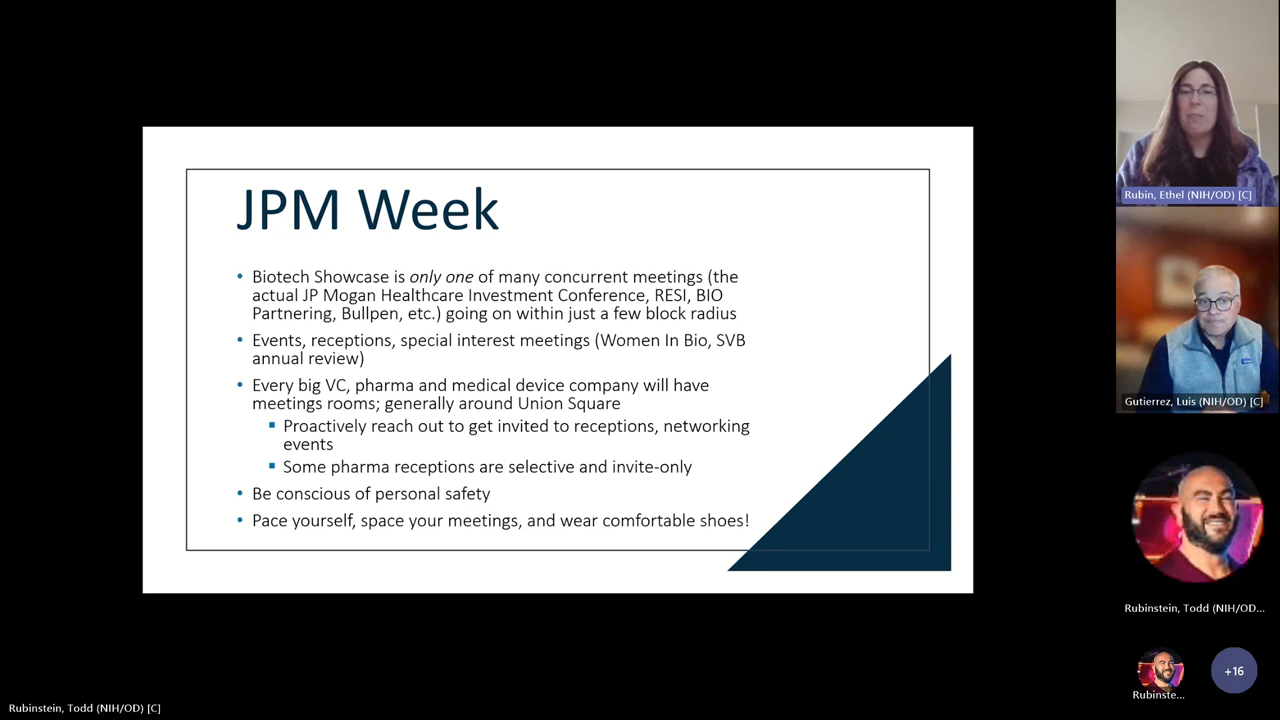 JPM Week
• Biotech Showcase is only one of many concurrent meetings (the
actual JP Mogan Healthcare Investment Conference, RESI, BIO
Partnering, Bullpen, etc.) going on within just a few block radius
• Events, receptions, special interest meetings (Women In Bio, SVB
annual review)
• Every big VC, pharma and medical device company will have
meetings rooms; generally around Union Square
▪ Proactively reach out to get invited to receptions, networking
events
▪ Some pharma receptions are selective and invite-only
• Be conscious of personal safety
• Pace yourself, space your meetings, and wear comfortable shoes!
Rubin, Ethel (NIH/OD) [C]
Gutierrez, Luis (NIH/OD) [C]
Rubinstein, Todd (NIH/OD...
Rubinste...
+16
Rubinstein, Todd (NIH/OD) [C]